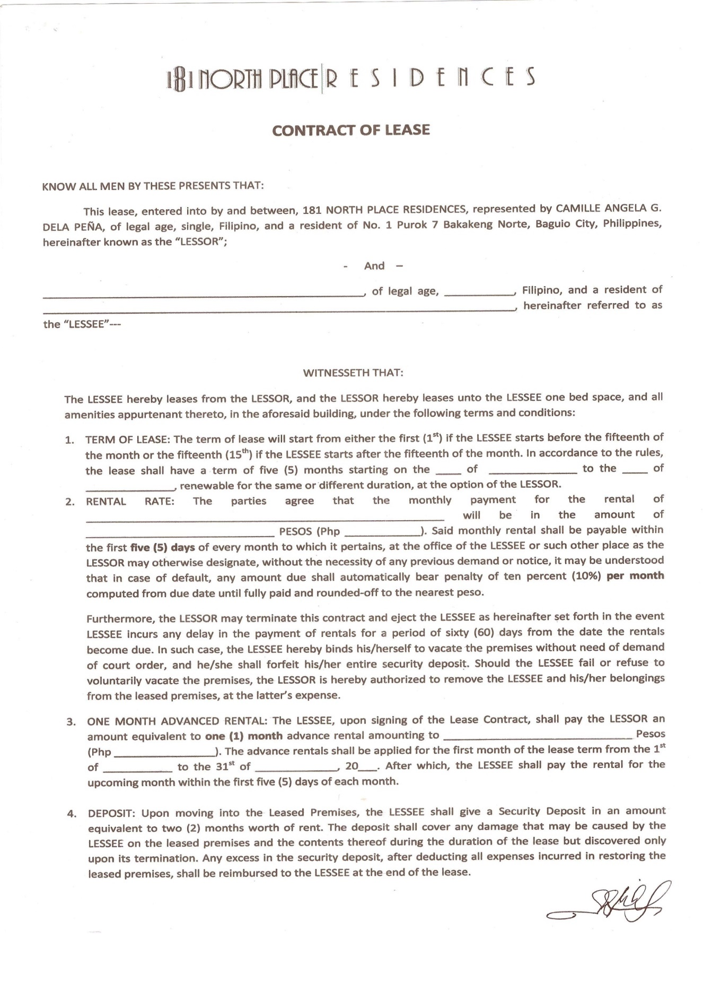 181 NORTH PLACE|RESIDENCES
CONTRACT OF LEASE
KNOW ALL MEN BY THESE PRESENTS THAT:
This lease, entered into by and between, 181 NORTH PLACE RESIDENCES, represented by CAMILLE ANGELA G.
DELA PEÑA, of legal age, single, Filipino, and a resident of No. 1 Purok 7 Bakakeng Norte, Baguio City, Philippines,
hereinafter known as the "LESSOR";
- And –
____________________, of legal age, __________, Filipino, and a resident of
____________________, hereinafter referred to as
the "LESSEE"---
WITNESSETH THAT:
The LESSEE hereby leases from the LESSOR, and the LESSOR hereby leases unto the LESSEE one bed space, and all
amenities appurtenant thereto, in the aforesaid building, under the following terms and conditions:
1. TERM OF LEASE: The term of lease will start from either the first (1st) if the LESSEE starts before the fifteenth of
the month or the fifteenth (15th) if the LESSEE starts after the fifteenth of the month. In accordance to the rules,
the lease shall have a term of five (5) months starting on the ____ of ____________ to the ____ of
____________, renewable for the same or different duration, at the option of the LESSOR.
2. RENTAL RATE: The parties agree that the monthly payment for the rental of
____________________ will be in the amount of
____________________ PESOS (Php __________). Said monthly rental shall be payable within
the first five (5) days of every month to which it pertains, at the office of the LESSEE or such other place as the
LESSOR may otherwise designate, without the necessity of any previous demand or notice, it may be understood
that in case of default, any amount due shall automatically bear penalty of ten percent (10%) per month
computed from due date until fully paid and rounded-off to the nearest peso.
Furthermore, the LESSOR may terminate this contract and eject the LESSEE as hereinafter set forth in the event
LESSEE incurs any delay in the payment of rentals for a period of sixty (60) days from the date the rentals
become due. In such case, the LESSEE hereby binds his/herself to vacate the premises without need of demand
of court order, and he/she shall forfeit his/her entire security deposit. Should the LESSEE fail or refuse to
voluntarily vacate the premises, the LESSOR is hereby authorized to remove the LESSEE and his/her belongings
from the leased premises, at the latter's expense.
3. ONE MONTH ADVANCED RENTAL: The LESSEE, upon signing of the Lease Contract, shall pay the LESSOR an
amount equivalent to one (1) month advance rental amounting to ____________________ Pesos
(Php ____________). The advance rentals shall be applied for the first month of the lease term from the 1st
of __________ to the 31st of ____________, 20___. After which, the LESSEE shall pay the rental for the
upcoming month within the first five (5) days of each month.
4. DEPOSIT: Upon moving into the Leased Premises, the LESSEE shall give a Security Deposit in an amount
equivalent to two (2) months worth of rent. The deposit shall cover any damage that may be caused by the
LESSEE on the leased premises and the contents thereof during the duration of the lease but discovered only
upon its termination. Any excess in the security deposit, after deducting all expenses incurred in restoring the
leased premises, shall be reimbursed to the LESSEE at the end of the lease.